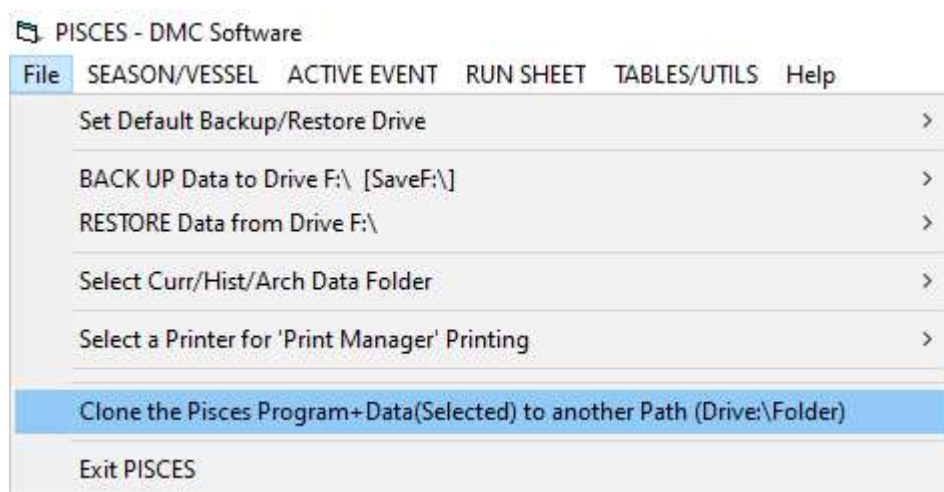 PISCES - DMC Software
File SEASON/VESSEL ACTIVE EVENT RUN SHEET TABLES/UTILS Help
Set Default Backup/Restore Drive
BACK UP Data to Drive F:\ [SaveF:\]
RESTORE Data from Drive F:\
Select Curr/Hist/Arch Data Folder
Select a Printer for 'Print Manager' Printing
Clone the Pisces Program+Data(Selected) to another Path (Drive:\Folder)
Exit PISCES